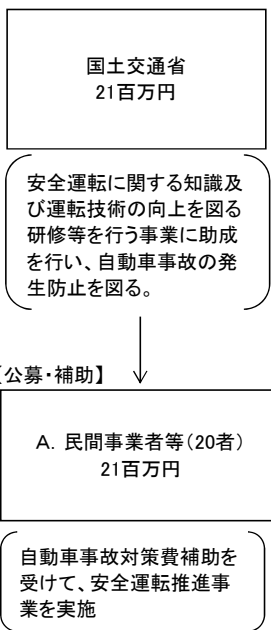 国土交通省
21百万円
安全運転に関する知識及
び運転技術の向上を図る
研修等を行う事業に助成
を行い、自動車事故の発
生防止を図る。
【公募・補助】
A. 民間事業者等(20者)
21百万円
自動車事故対策費補助を
受けて、安全運転推進事
業を実施